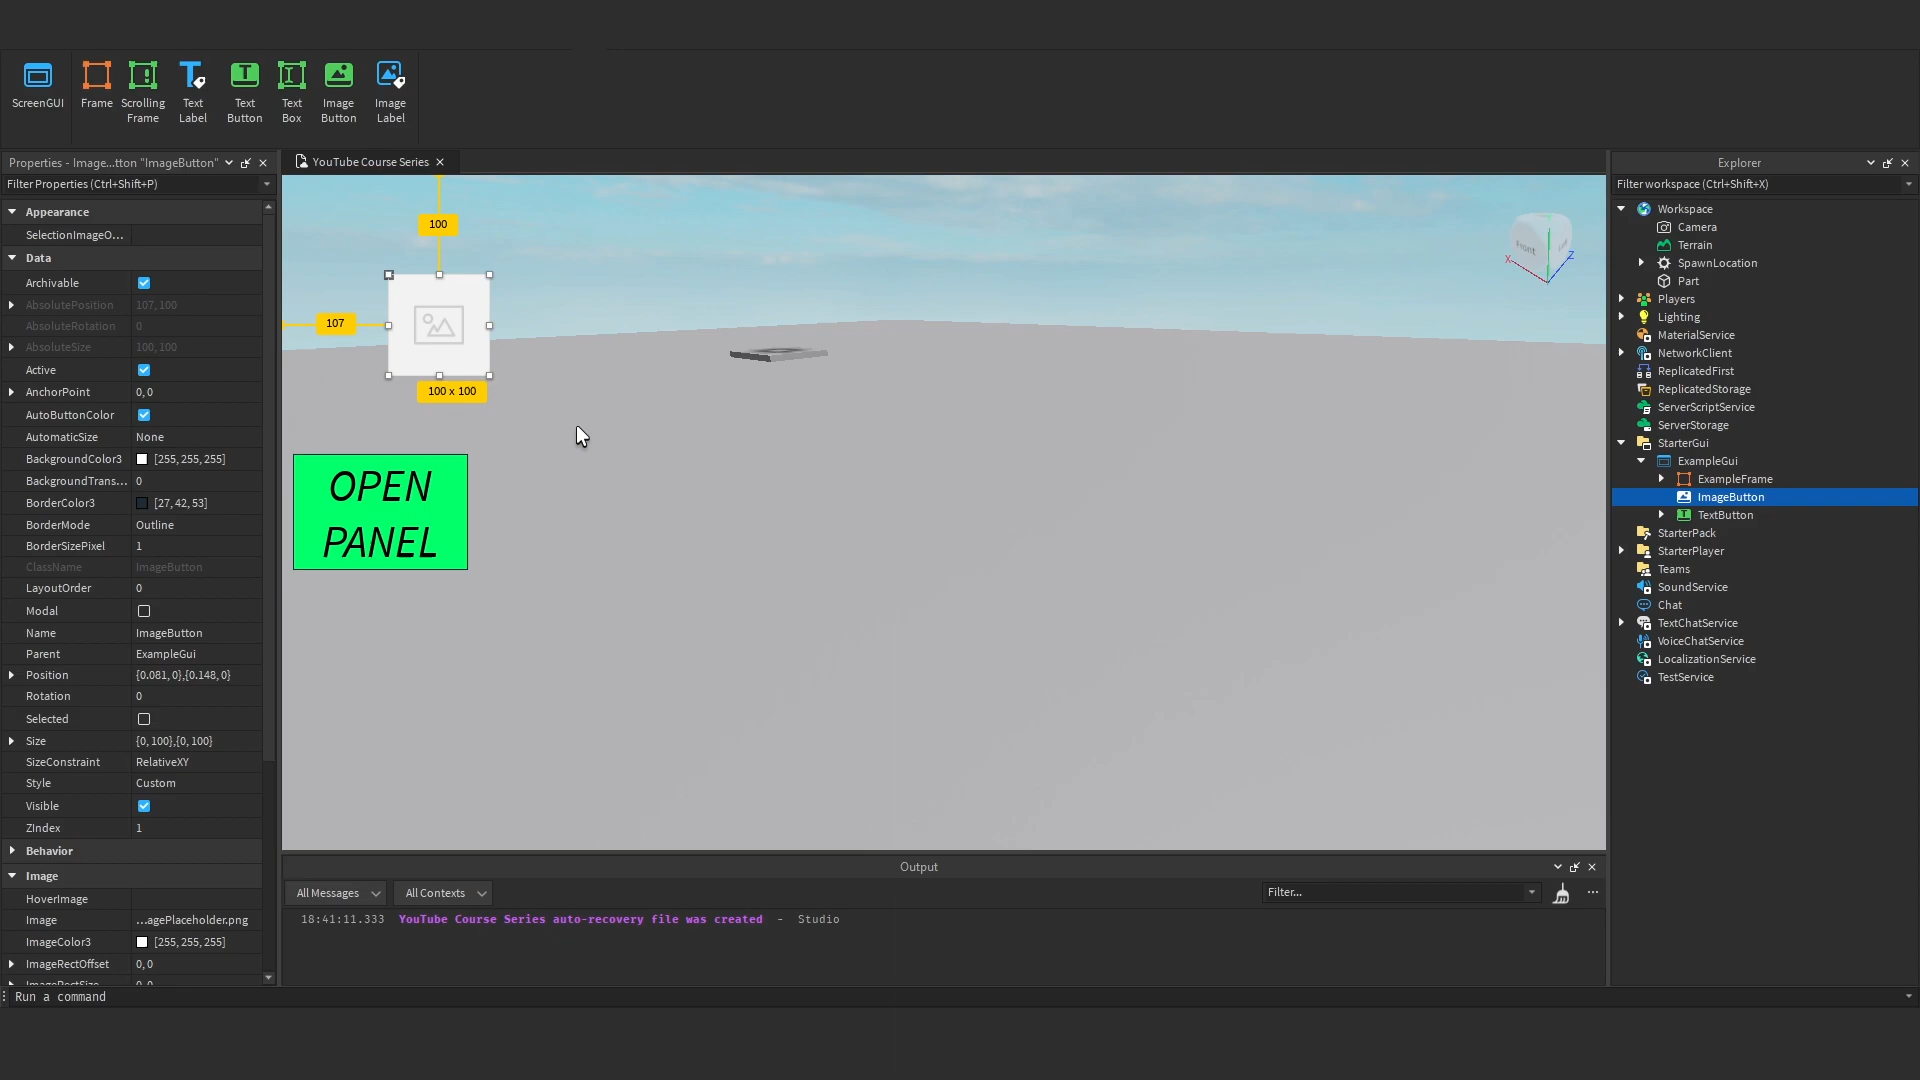 ScreenGUI
Frame
Scrolling
Frame
Text
Label
Text
Button
Text
Box
Image
Button
Image
Label
Properties - Image...tton "ImageButton"
Filter Properties (Ctrl+Shift+P)
Appearance
SelectionImageO...
Data
Archivable
AbsolutePosition 107, 100
AbsoluteRotation 0
AbsoluteSize 100, 100
Active
AnchorPoint 0, 0
AutoButtonColor
AutomaticSize None
BackgroundColor3 [255, 255, 255]
BackgroundTrans... 0
BorderColor3 [27, 42, 53]
BorderMode Outline
BorderSizePixel 1
ClassName ImageButton
LayoutOrder 0
Modal
Name ImageButton
Parent ExampleGui
Position {0.081, 0},{0.148, 0}
Rotation 0
Selected
Size {0, 100},{0, 100}
SizeConstraint RelativeXY
Style Custom
Visible
ZIndex 1
Behavior
Image
HoverImage
Image ...agePlaceholder.png
ImageColor3 [255, 255, 255]
ImageRectOffset 0, 0
ImageRectSize 0, 0
Run a command
YouTube Course Series
100
107
100 x 100
OPEN
PANEL
Front
X
Z
Output
All Messages
All Contexts
Filter...
18:41:11.333 YouTube Course Series auto-recovery file was created - Studio
Explorer
Filter workspace (Ctrl+Shift+X)
Workspace
Camera
Terrain
SpawnLocation
Part
Players
Lighting
MaterialService
NetworkClient
ReplicatedFirst
ReplicatedStorage
ServerScriptService
ServerStorage
StarterGui
ExampleGui
ExampleFrame
ImageButton
TextButton
StarterPack
StarterPlayer
Teams
SoundService
Chat
TextChatService
VoiceChatService
LocalizationService
TestService